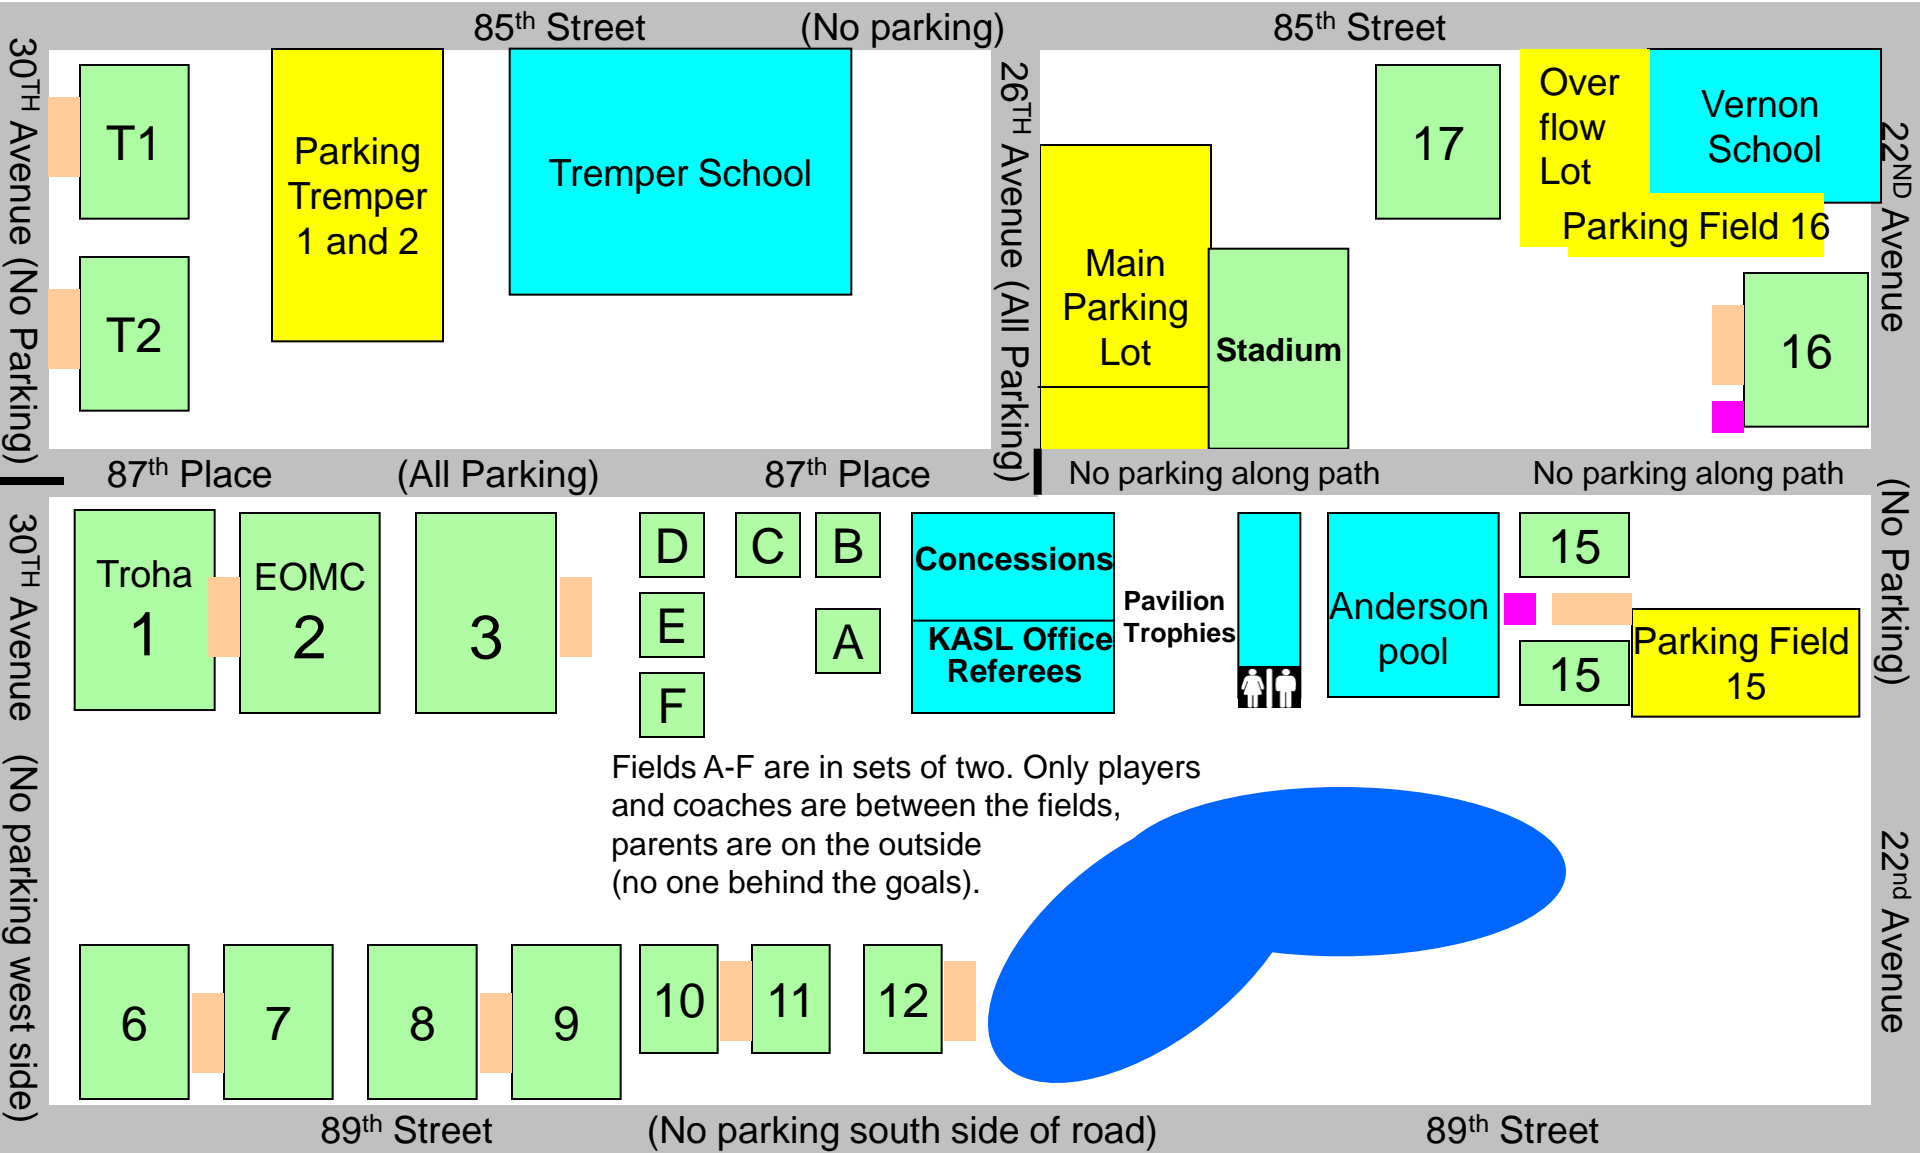 85th Street
(No parking)
85th Street
30TH Avenue (No Parking)
T1
Parking
Tremper
1 and 2
Tremper School
26TH Avenue (All Parking)
17
Over
flow
Lot
Vernon
School
22ND Avenue
Parking Field 16
Main
Parking
Lot
Stadium
T2
16
87th Place
(All Parking)
87th Place
No parking along path
No parking along path
(No Parking)
30TH Avenue (No parking west side)
Troha
1
EOMC
2
3
D
C
B
E
A
F
Concessions
KASL Office
Referees
Pavilion
Trophies
Anderson
pool
15
15
Parking Field
15
Fields A-F are in sets of two. Only players
and coaches are between the fields,
parents are on the outside
(no one behind the goals).
22nd Avenue
6
7
8
9
10
11
12
89th Street
(No parking south side of road)
89th Street